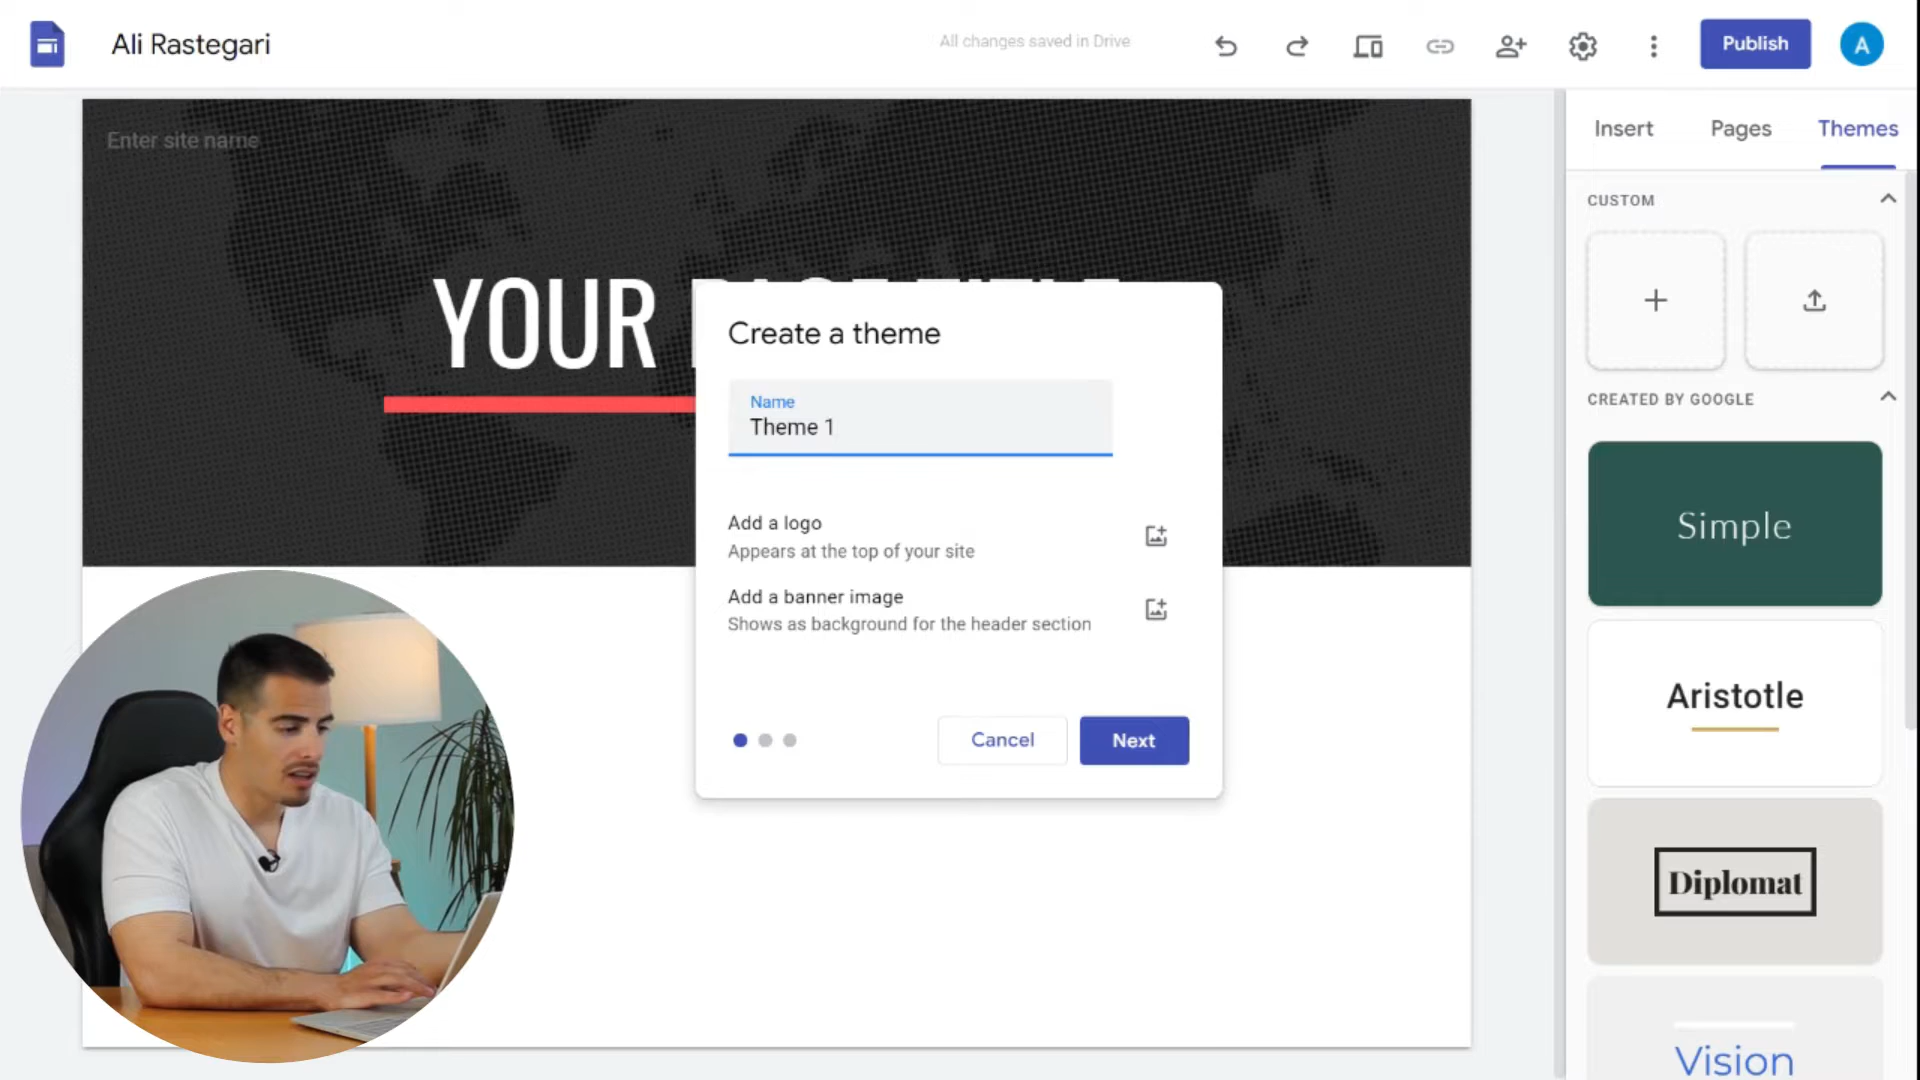 Ali Rastegari
All changes saved in Drive
Publish
A
Enter site name
YOUR
Insert
Pages
Themes
CUSTOM
CREATED BY GOOGLE
Simple
Aristotle
Diplomat
Vision
Create a theme
Name
Theme 1
Add a logo
Appears at the top of your site
Add a banner image
Shows as background for the header section
Cancel
Next